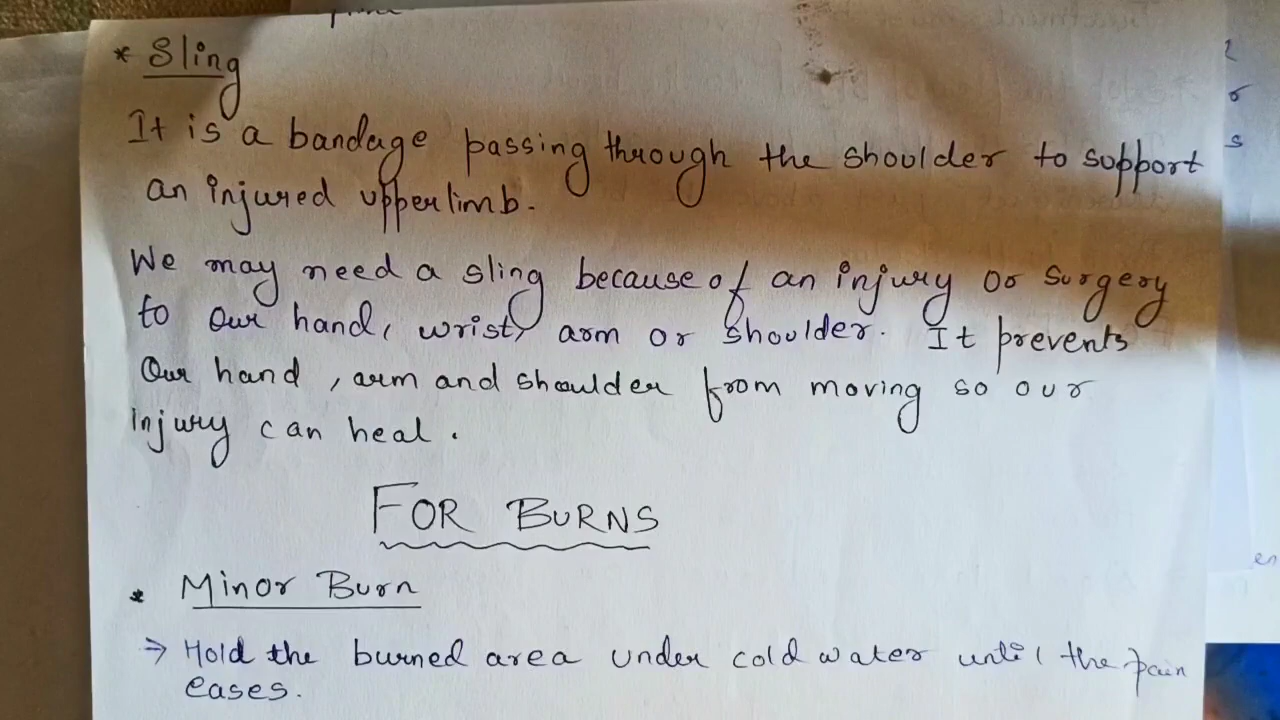 * Sling
It is a bandage passing through the shoulder to support
an injured upperlimb.
We may need a sling because of an injury or surgery
to our hand, wrist, arm or shoulder. It prevents
Our hand, arm and shoulder from moving so our
injury can heal.
FOR BURNS
* Minor Burn
→ Hold the burned area under cold water until the pain
eases.